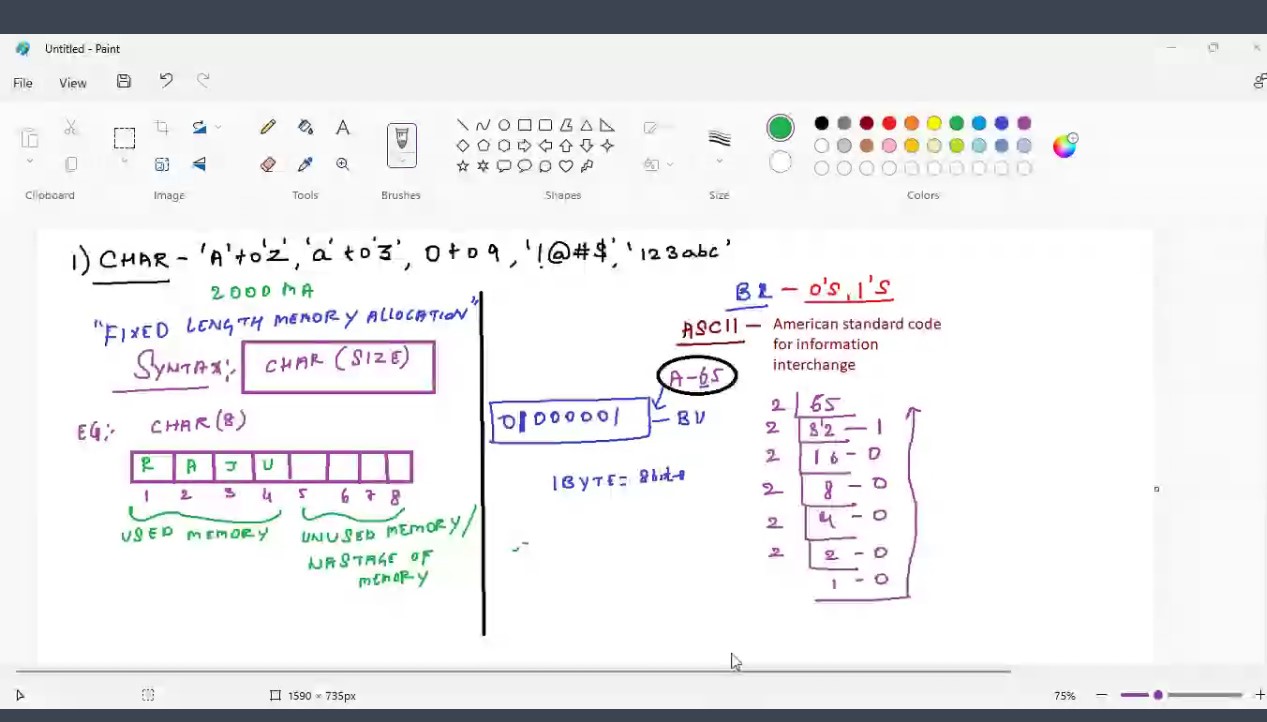 Untitled - Paint
File View
Clipboard Image Tools Brushes Shapes Size Colors
1) CHAR - 'A' to 'Z', 'a' to 'z', 0 to 9, '!@#$', '123abc'
2000 MA
"FIXED LENGTH MEMORY ALLOCATION"
SYNTAX:- CHAR (SIZE)
EG:- CHAR(8)
R A J U
1 2 3 4 5 6 7 8
USED MEMORY
UNUSED MEMORY/
WASTAGE OF
MEMORY
BL - 0'S, 1'S
ASCII - American standard code
for information
interchange
A-65
01000001 - BV
1BYTE = 8bits
2 65
2 32 - 1
2 16 - 0
2 8 - 0
2 4 - 0
2 2 - 0
1 - 0
1590 × 735px
75%